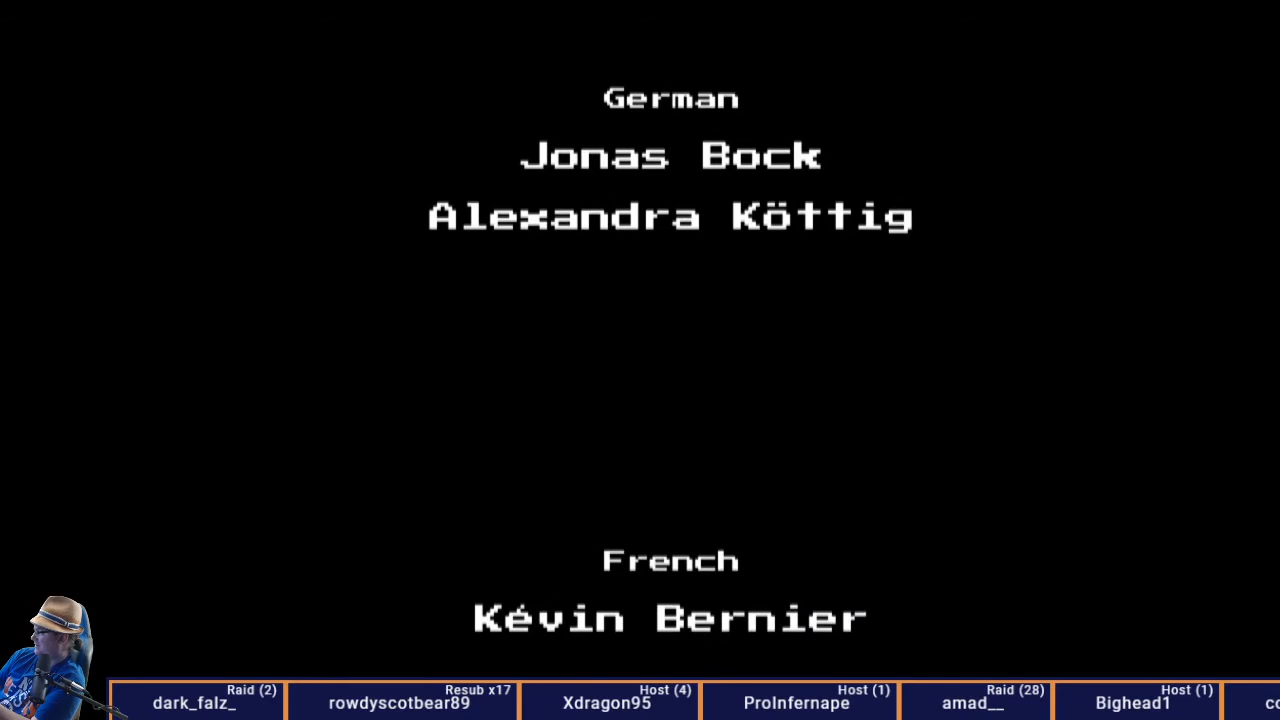 German
Jonas Bock
Alexandra Köttig
French
Kévin Bernier
Raid (2)
dark_falz_
Resub x17
rowdyscotbear89
Host (4)
Xdragon95
Host (1)
ProInfernape
Raid (28)
amad__
Host (1)
Bighead1